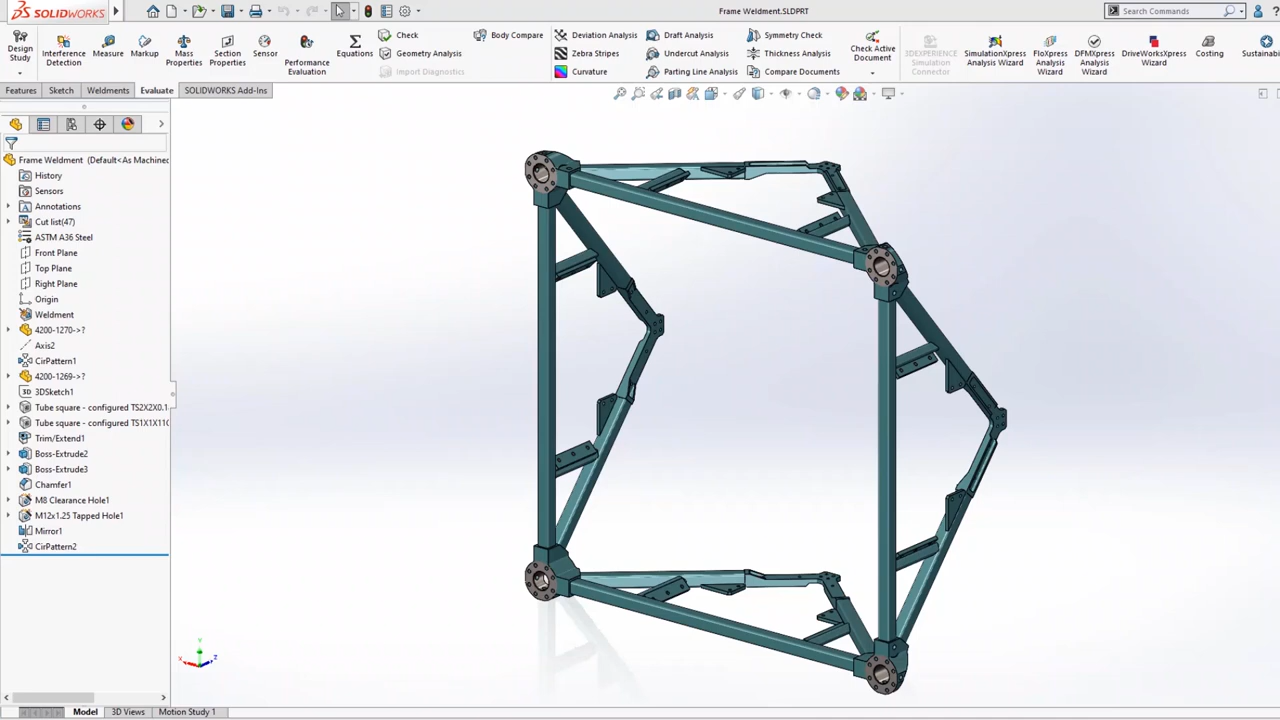 SOLIDWORKS
Frame Weldment.SLDPRT
Search Commands
Design Study
Interference Detection
Measure
Markup
Mass Properties
Section Properties
Sensor
Performance Evaluation
Equations
Check
Geometry Analysis
Import Diagnostics
Body Compare
Deviation Analysis
Zebra Stripes
Curvature
Draft Analysis
Undercut Analysis
Parting Line Analysis
Symmetry Check
Thickness Analysis
Compare Documents
Check Active Document
3DEXPERIENCE Simulation Connector
SimulationXpress Analysis Wizard
FloXpress Analysis Wizard
DFMXpress Analysis Wizard
DriveWorksXpress Wizard
Costing
Sustainab
Features
Sketch
Weldments
Evaluate
SOLIDWORKS Add-Ins
Frame Weldment (Default<As Machined
History
Sensors
Annotations
Cut list(47)
ASTM A36 Steel
Front Plane
Top Plane
Right Plane
Origin
Weldment
4200-1270->?
Axis2
CirPattern1
4200-1269->?
3D 3DSketch1
Tube square - configured TS2X2X0.1
Tube square - configured TS1X1X11G
Trim/Extend1
Boss-Extrude2
Boss-Extrude3
Chamfer1
M8 Clearance Hole1
M12x1.25 Tapped Hole1
Mirror1
CirPattern2
Y
X
Z
Model
3D Views
Motion Study 1